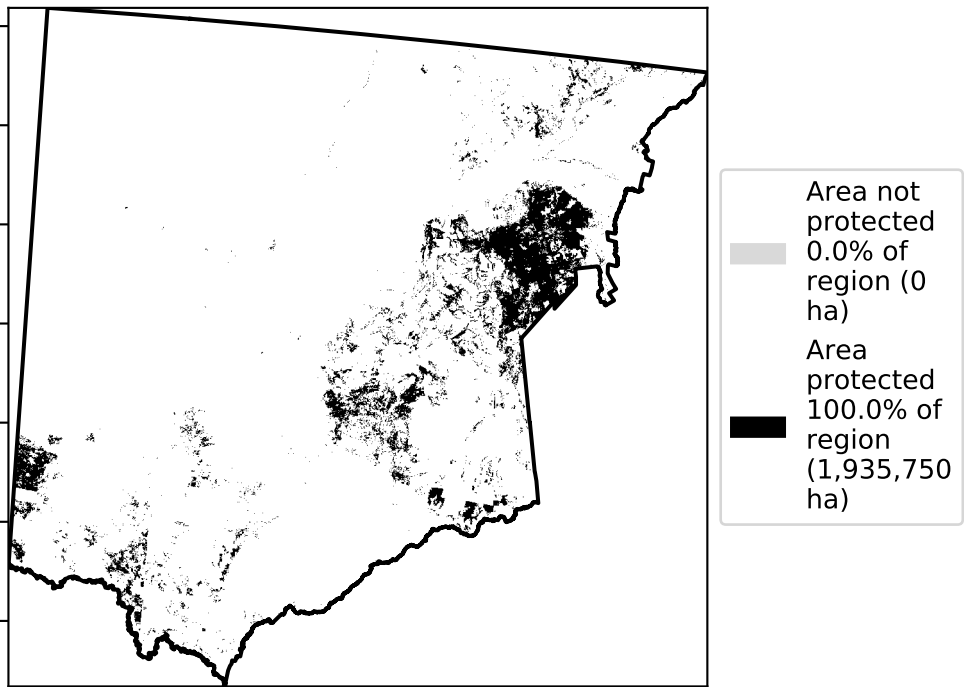 Area not
protected
0.0% of
region (0
ha)
Area
protected
100.0% of
region
(1,935,750
ha)